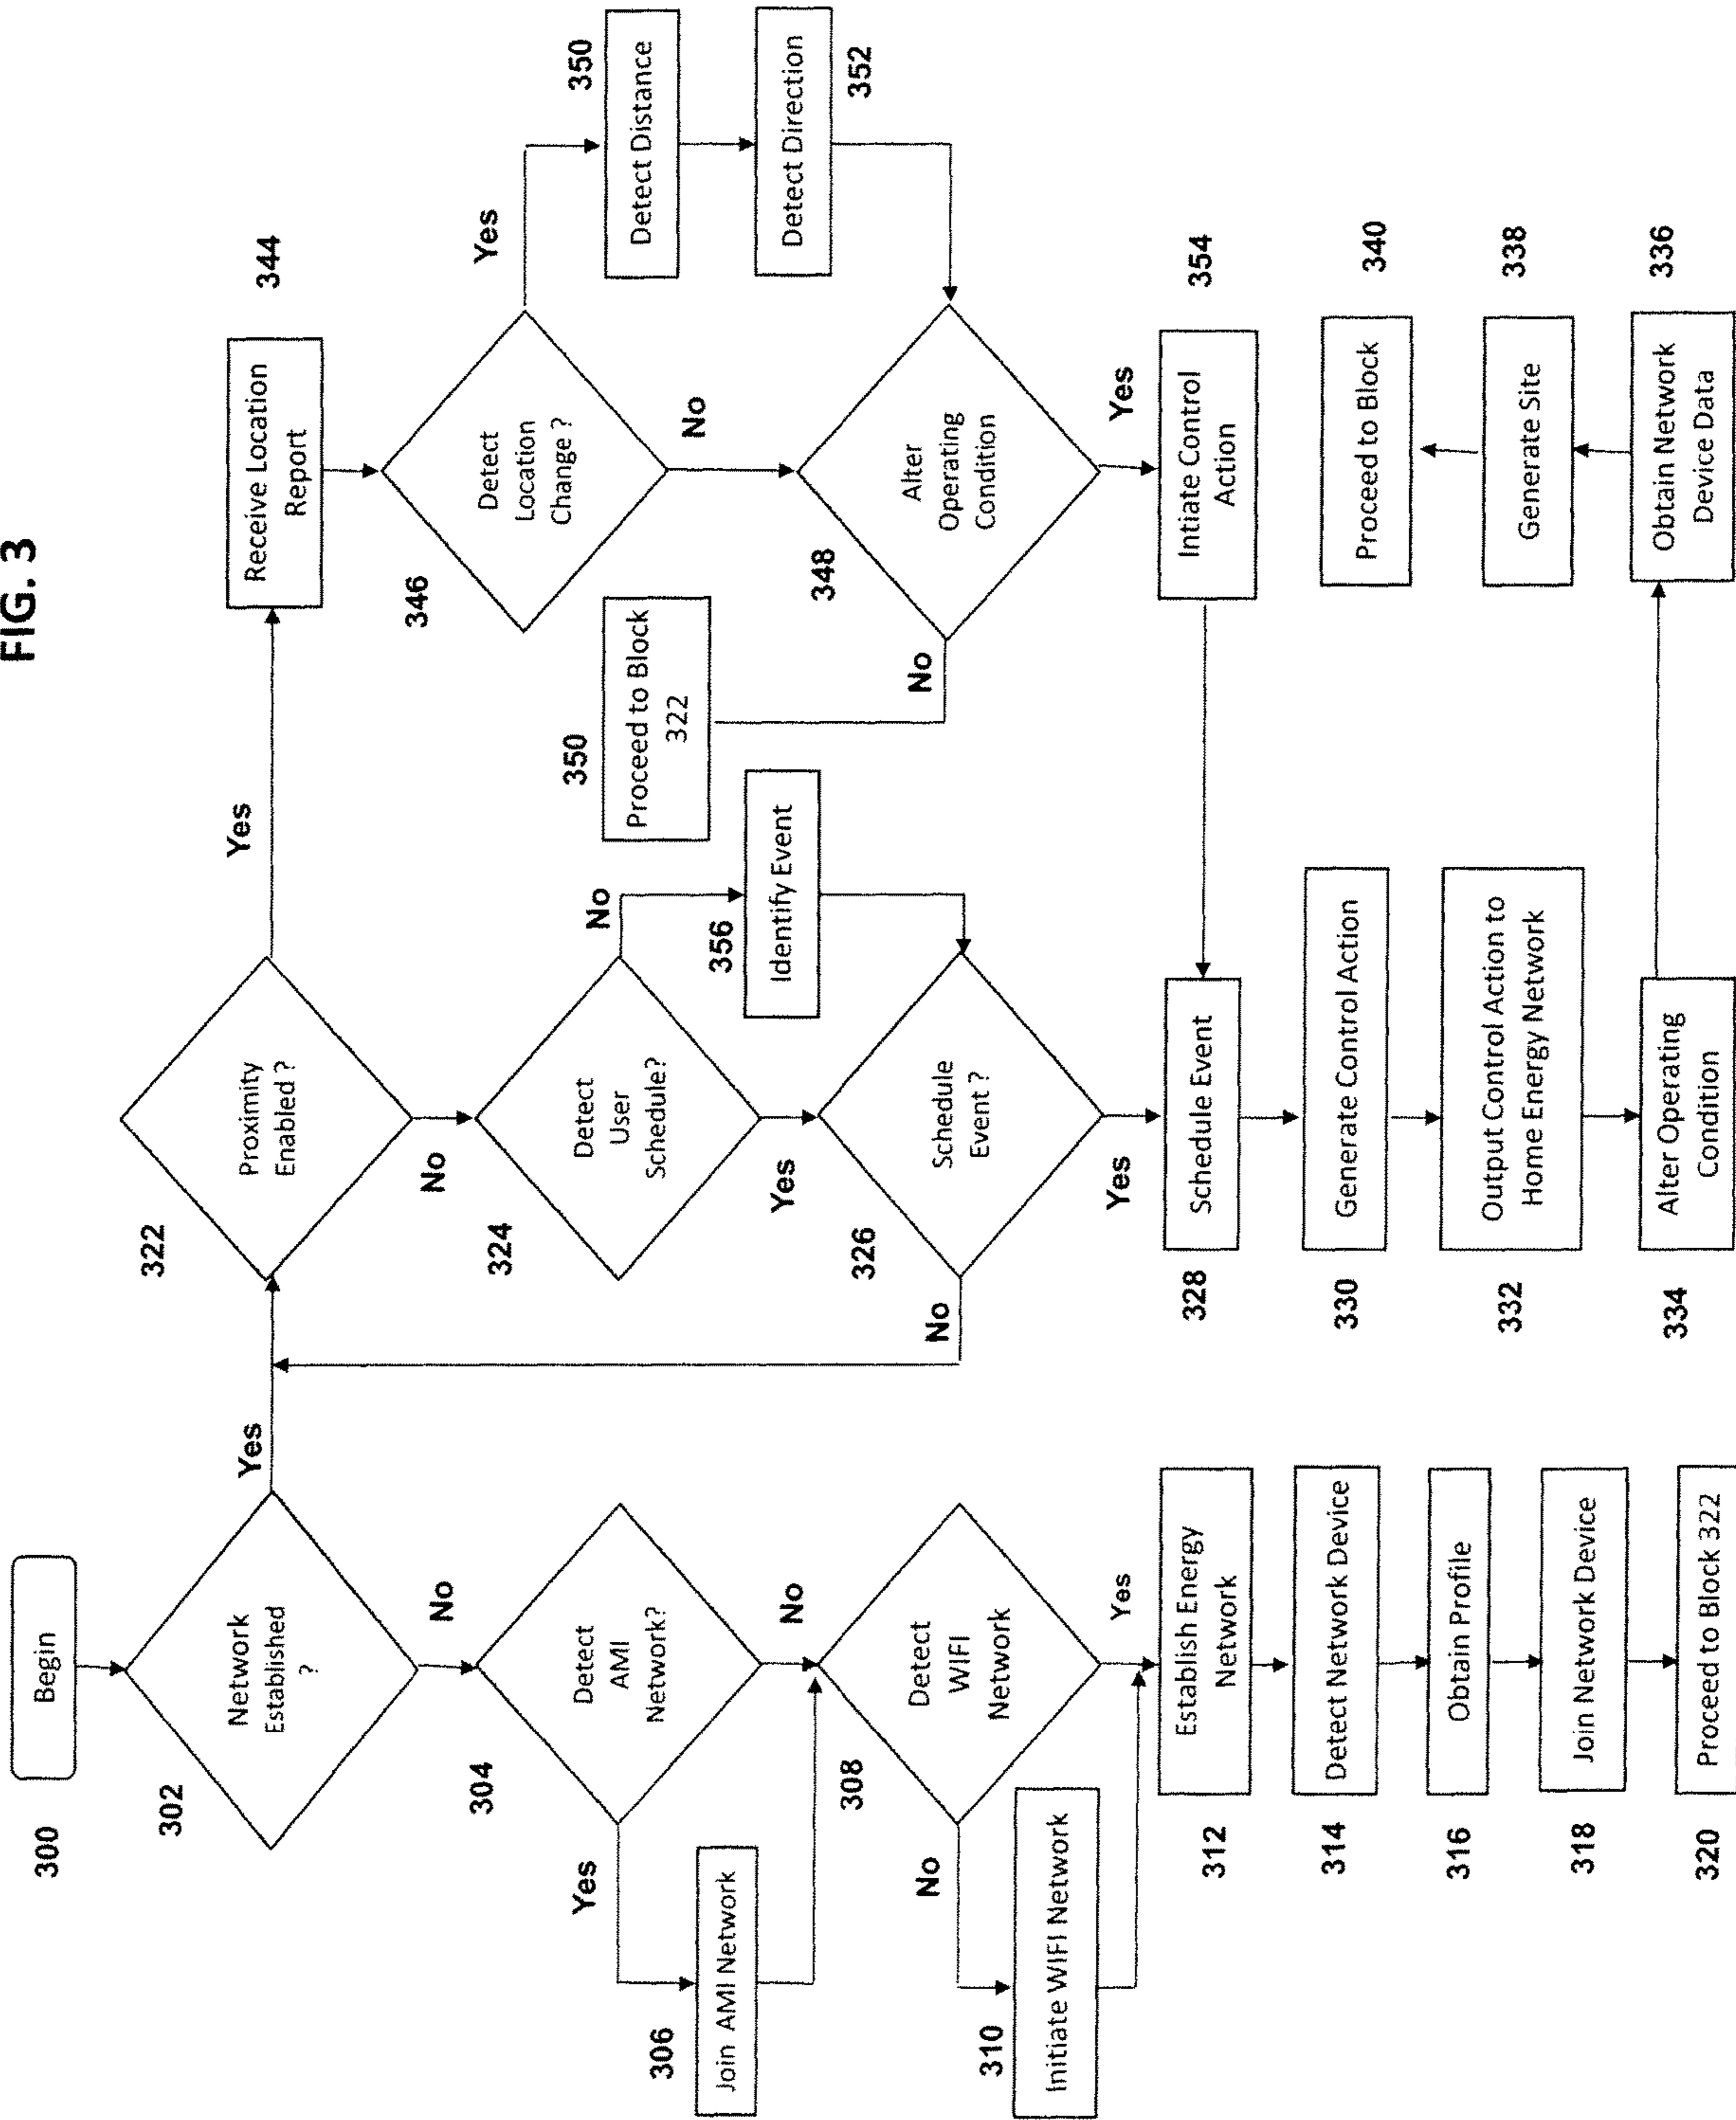 FIG. 3
300
Begin
302
Network
Established
?
Yes
No
304
Detect
AMI
Network?
Yes
No
306
Join AMI Network
308
Detect
WIFI
Network
No
Yes
310
Initiate WIFI Network
312
Establish Energy
Network
314
Detect Network Device
316
Obtain Profile
318
Join Network Device
320
Proceed to Block 322
322
Proximity
Enabled ?
Yes
No
324
Detect
User
Schedule?
No
Yes
356
Identify Event
326
Schedule
Event ?
No
Yes
328
Schedule Event
330
Generate Control Action
332
Output Control Action to
Home Energy Network
334
Alter Operating
Condition
344
Receive Location
Report
346
Detect
Location
Change ?
Yes
No
350
Detect Distance
Detect Direction
352
350
Proceed to Block
322
348
Alter
Operating
Condition
No
Yes
354
Intiate Control
Action
340
Proceed to Block
338
Generate Site
336
Obtain Network
Device Data